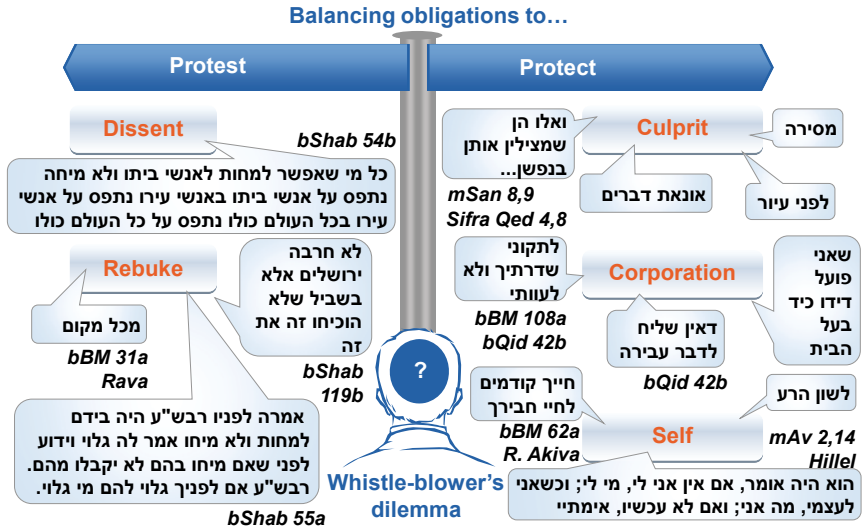 Balancing obligations to…
Protest
Protect
Dissent
bShab 54b
כל מי שאפשר למחות לאנשי ביתו ולא מיחה
נתפס על אנשי ביתו באנשי עירו נתפס על אנשי
עירו בכל העולם כולו נתפס על כל העולם כולו
Rebuke
מכל מקום
bBM 31a
Rava
לא חרבה
ירושלים אלא
בשביל שלא
הוכיחו זה את
זה
bShab
119b
אמרה לפניו רבש"ע היה בידם
למחות ולא מיחו אמר לה גלוי וידוע
לפני שאם מיחו בהם לא יקבלו מהם.
רבש"ע אם לפניך גלוי להם מי גלוי.
bShab 55a
?
Whistle-blower's
dilemma
ואלו הן
שמצילין אותן
בנפשן...
mSan 8,9
Sifra Qed 4,8
Culprit
מסירה
אונאת דברים
לפני עיור
לתקוני
שדרתיך ולא
לעוותי
bBM 108a
bQid 42b
Corporation
שאני
פועל
דידו כיד
בעל
הבית
דאין שליח
לדבר עבירה
bQid 42b
חייך קודמים
לחיי חבירך
bBM 62a
R. Akiva
Self
לשון הרע
mAv 2,14
Hillel
הוא היה אומר, אם אין אני לי, מי לי; וכשאני
לעצמי, מה אני; ואם לא עכשיו, אימתיי